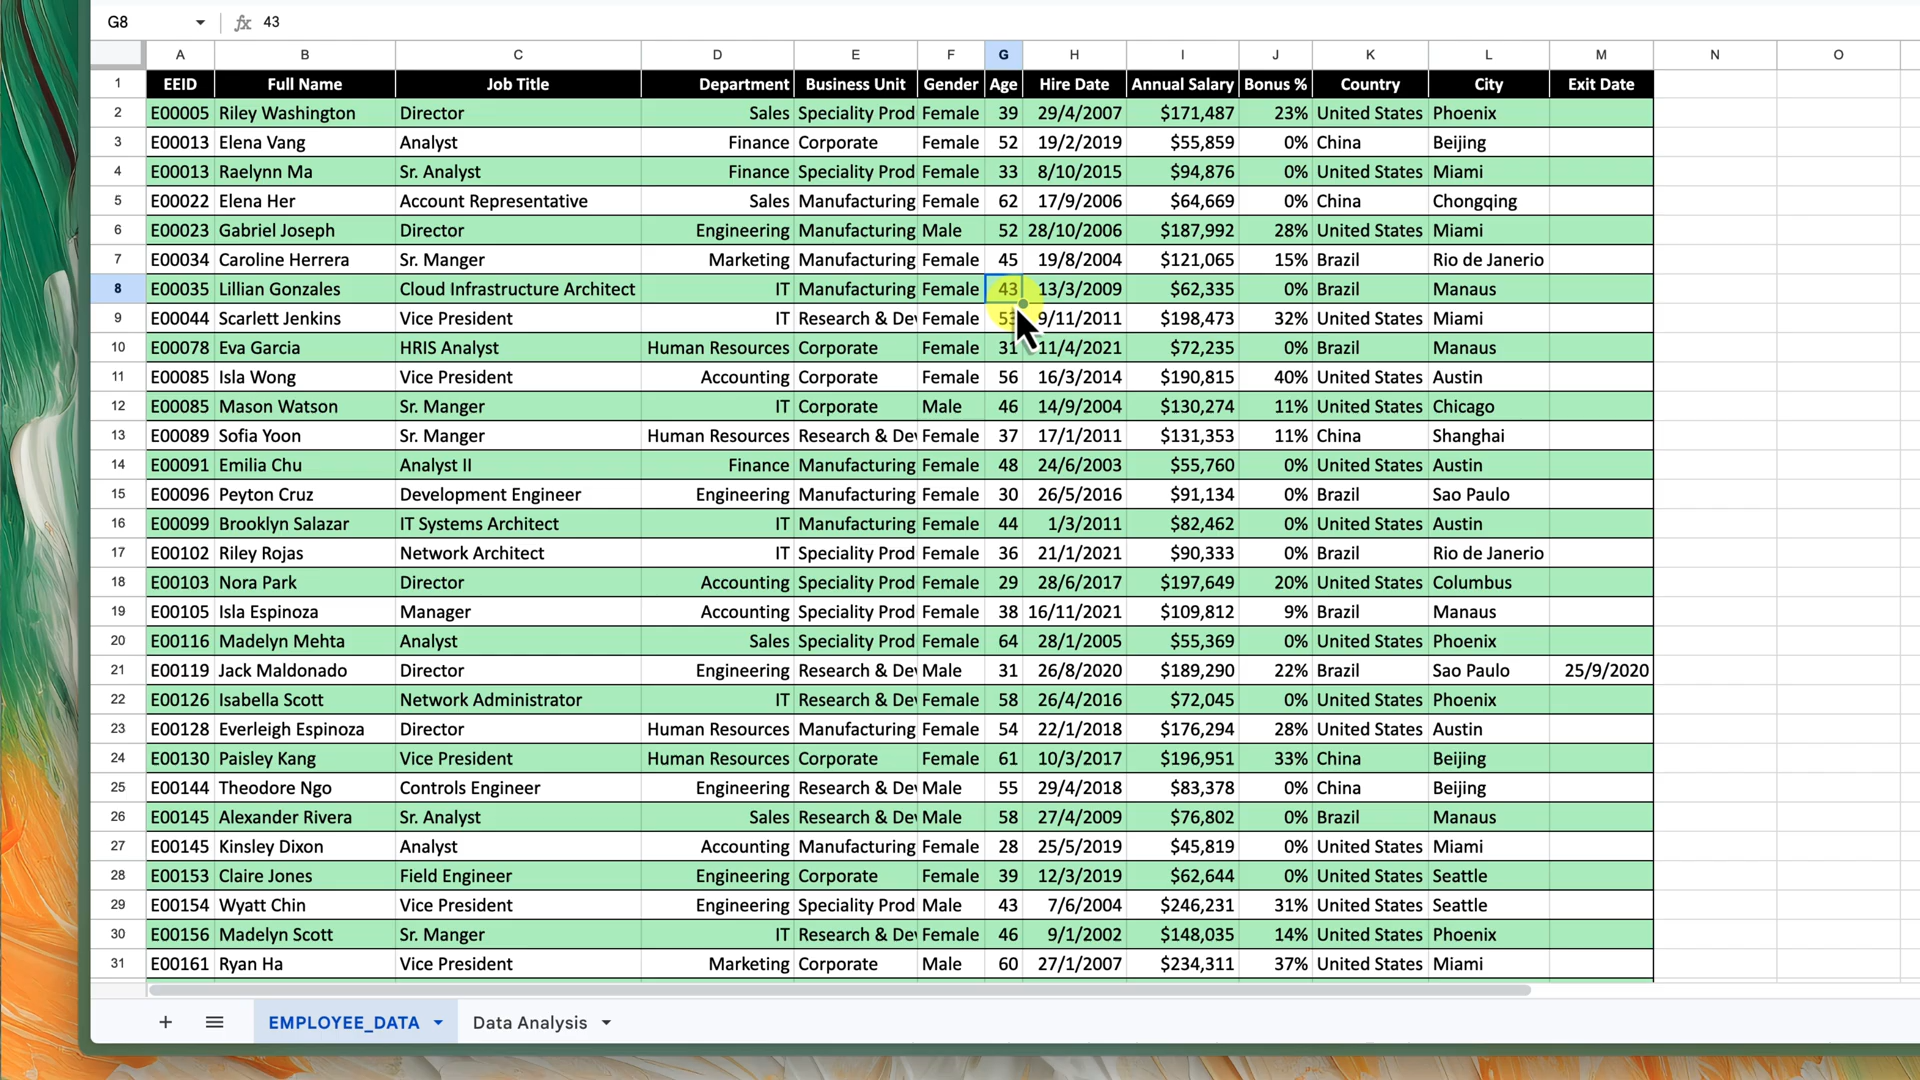 G8 fx 43
A B C D E F G H I J K L M N O
1 EEID Full Name Job Title Department Business Unit Gender Age Hire Date Annual Salary Bonus % Country City Exit Date
2 E00005 Riley Washington Director Sales Speciality Prod Female 39 29/4/2007 $171,487 23% United States Phoenix
3 E00013 Elena Vang Analyst Finance Corporate Female 52 19/2/2019 $55,859 0% China Beijing
4 E00013 Raelynn Ma Sr. Analyst Finance Speciality Prod Female 33 8/10/2015 $94,876 0% United States Miami
5 E00022 Elena Her Account Representative Sales Manufacturing Female 62 17/9/2006 $64,669 0% China Chongqing
6 E00023 Gabriel Joseph Director Engineering Manufacturing Male 52 28/10/2006 $187,992 28% United States Miami
7 E00034 Caroline Herrera Sr. Manger Marketing Manufacturing Female 45 19/8/2004 $121,065 15% Brazil Rio de Janerio
8 E00035 Lillian Gonzales Cloud Infrastructure Architect IT Manufacturing Female 43 13/3/2009 $62,335 0% Brazil Manaus
9 E00044 Scarlett Jenkins Vice President IT Research & De Female 53 9/11/2011 $198,473 32% United States Miami
10 E00078 Eva Garcia HRIS Analyst Human Resources Corporate Female 31 11/4/2021 $72,235 0% Brazil Manaus
11 E00085 Isla Wong Vice President Accounting Corporate Female 56 16/3/2014 $190,815 40% United States Austin
12 E00085 Mason Watson Sr. Manger IT Corporate Male 46 14/9/2004 $130,274 11% United States Chicago
13 E00089 Sofia Yoon Sr. Manger Human Resources Research & De Female 37 17/1/2011 $131,353 11% China Shanghai
14 E00091 Emilia Chu Analyst II Finance Manufacturing Female 48 24/6/2003 $55,760 0% United States Austin
15 E00096 Peyton Cruz Development Engineer Engineering Manufacturing Female 30 26/5/2016 $91,134 0% Brazil Sao Paulo
16 E00099 Brooklyn Salazar IT Systems Architect IT Manufacturing Female 44 1/3/2011 $82,462 0% United States Austin
17 E00102 Riley Rojas Network Architect IT Speciality Prod Female 36 21/1/2021 $90,333 0% Brazil Rio de Janerio
18 E00103 Nora Park Director Accounting Speciality Prod Female 29 28/6/2017 $197,649 20% United States Columbus
19 E00105 Isla Espinoza Manager Accounting Speciality Prod Female 38 16/11/2021 $109,812 9% Brazil Manaus
20 E00116 Madelyn Mehta Analyst Sales Speciality Prod Female 64 28/1/2005 $55,369 0% United States Phoenix
21 E00119 Jack Maldonado Director Engineering Research & De Male 31 26/8/2020 $189,290 22% Brazil Sao Paulo 25/9/2020
22 E00126 Isabella Scott Network Administrator IT Research & De Female 58 26/4/2016 $72,045 0% United States Phoenix
23 E00128 Everleigh Espinoza Director Human Resources Manufacturing Female 54 22/1/2018 $176,294 28% United States Austin
24 E00130 Paisley Kang Vice President Human Resources Corporate Female 61 10/3/2017 $196,951 33% China Beijing
25 E00144 Theodore Ngo Controls Engineer Engineering Research & De Male 55 29/4/2018 $83,378 0% China Beijing
26 E00145 Alexander Rivera Sr. Analyst Sales Research & De Male 58 27/4/2009 $76,802 0% Brazil Manaus
27 E00145 Kinsley Dixon Analyst Accounting Manufacturing Female 28 25/5/2019 $45,819 0% United States Miami
28 E00153 Claire Jones Field Engineer Engineering Corporate Female 39 12/3/2019 $62,644 0% United States Seattle
29 E00154 Wyatt Chin Vice President Engineering Speciality Prod Male 43 7/6/2004 $246,231 31% United States Seattle
30 E00156 Madelyn Scott Sr. Manger IT Research & De Female 46 9/1/2002 $148,035 14% United States Phoenix
31 E00161 Ryan Ha Vice President Marketing Corporate Male 60 27/1/2007 $234,311 37% United States Miami
EMPLOYEE_DATA Data Analysis